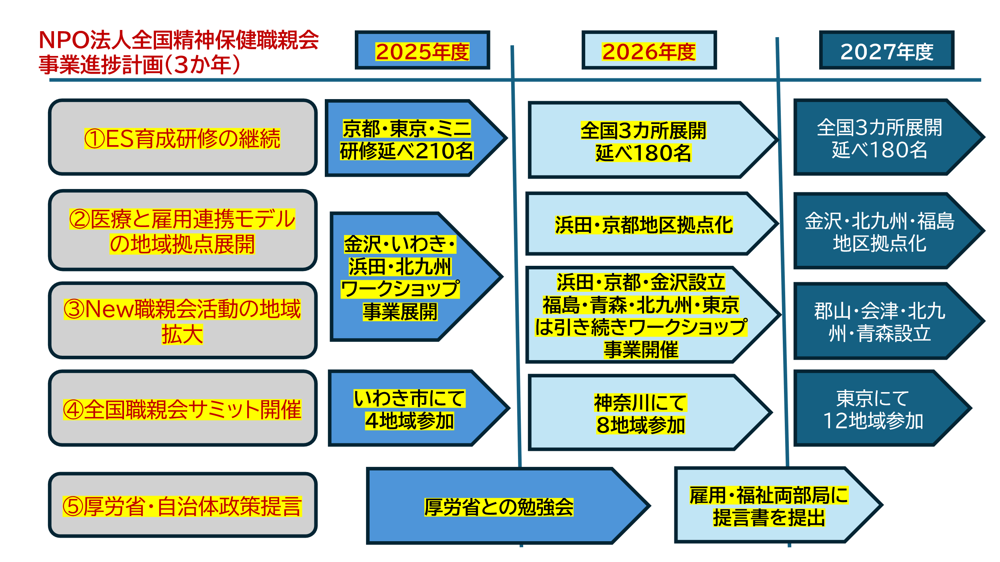 NPO法人全国精神保健職親会
事業進捗計画(3か年)
2025年度
2026年度
2027年度
①ES育成研修の継続
京都・東京・ミニ
研修延べ210名
全国3カ所展開
延べ180名
全国3カ所展開
延べ180名
②医療と雇用連携モデル
の地域拠点展開
金沢・いわき・
浜田・北九州
ワークショップ
事業展開
浜田・京都地区拠点化
金沢・北九州・福島
地区拠点化
③New職親会活動の地域
拡大
浜田・京都・金沢設立
福島・青森・北九州・東京
は引き続きワークショップ
事業開催
郡山・会津・北九
州・青森設立
④全国職親会サミット開催
いわき市にて
4地域参加
神奈川にて
8地域参加
東京にて
12地域参加
⑤厚労省・自治体政策提言
厚労省との勉強会
雇用・福祉両部局に
提言書を提出